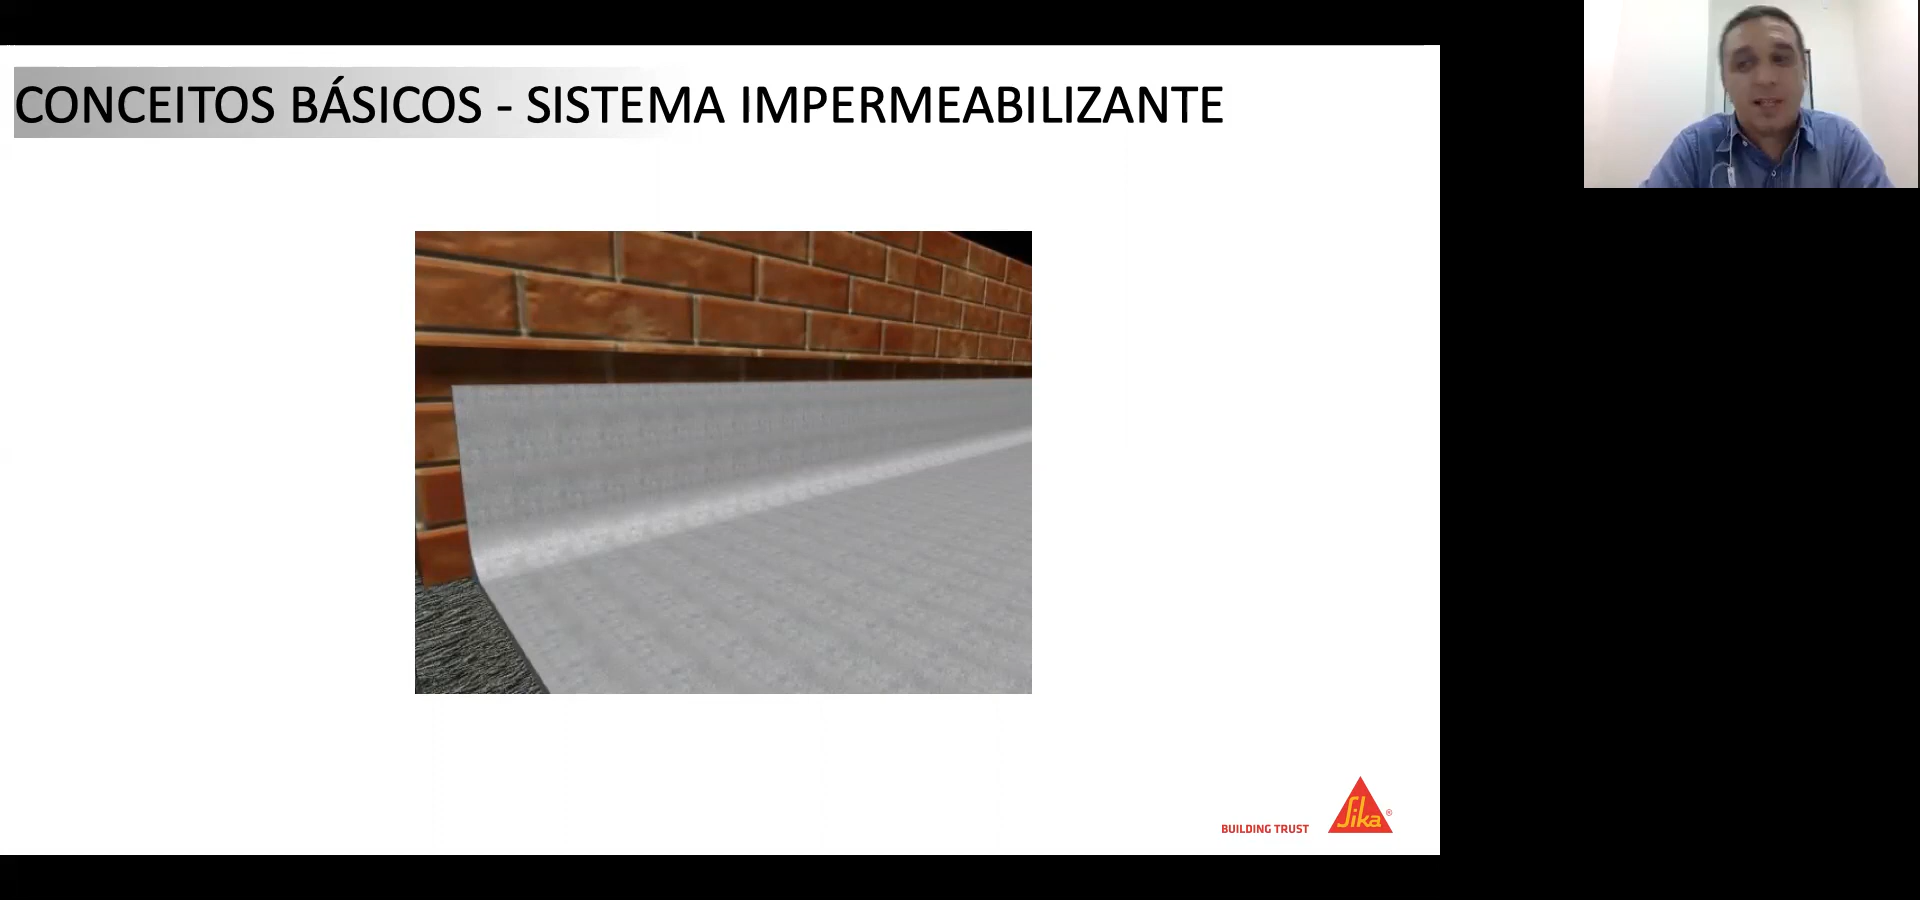 CONCEITOS BÁSICOS - SISTEMA IMPERMEABILIZANTE
BUILDING TRUST
Sika®